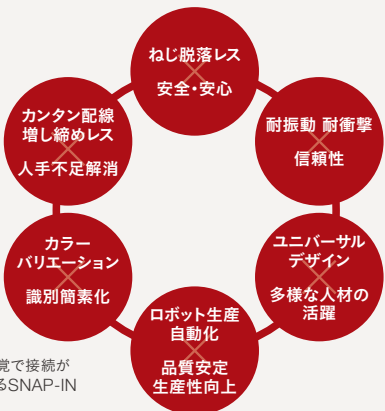 ねじ脱落レス
安全・安心
カンタン配線
増し締めレス
人手不足解消
耐振動 耐衝撃
信頼性
カラー
バリエーション
識別簡素化
ユニバーサル
デザイン
多様な人材の
活躍
ロボット生産
自動化
品質安定
生産性向上
覚で接続が
るSNAP-IN